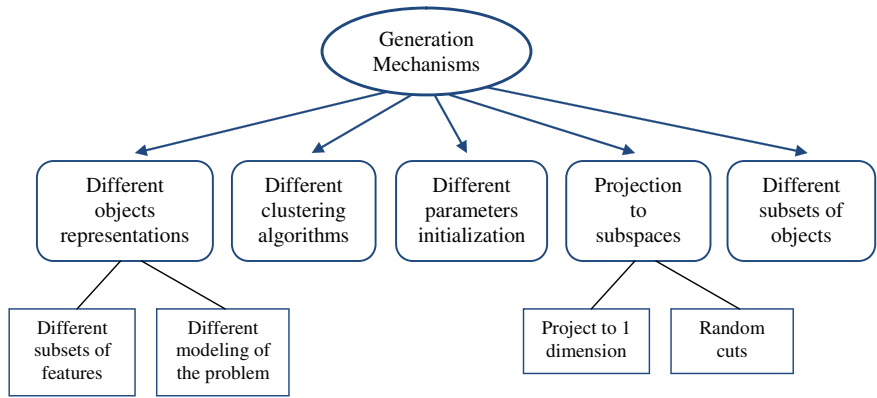 Generation
Mechanisms
Different
objects
representations
Different
clustering
algorithms
Different
parameters
initialization
Projection
to
subspaces
Different
subsets of
objects
Different
subsets of
features
Different
modeling of
the problem
Project to 1
dimension
Random
cuts